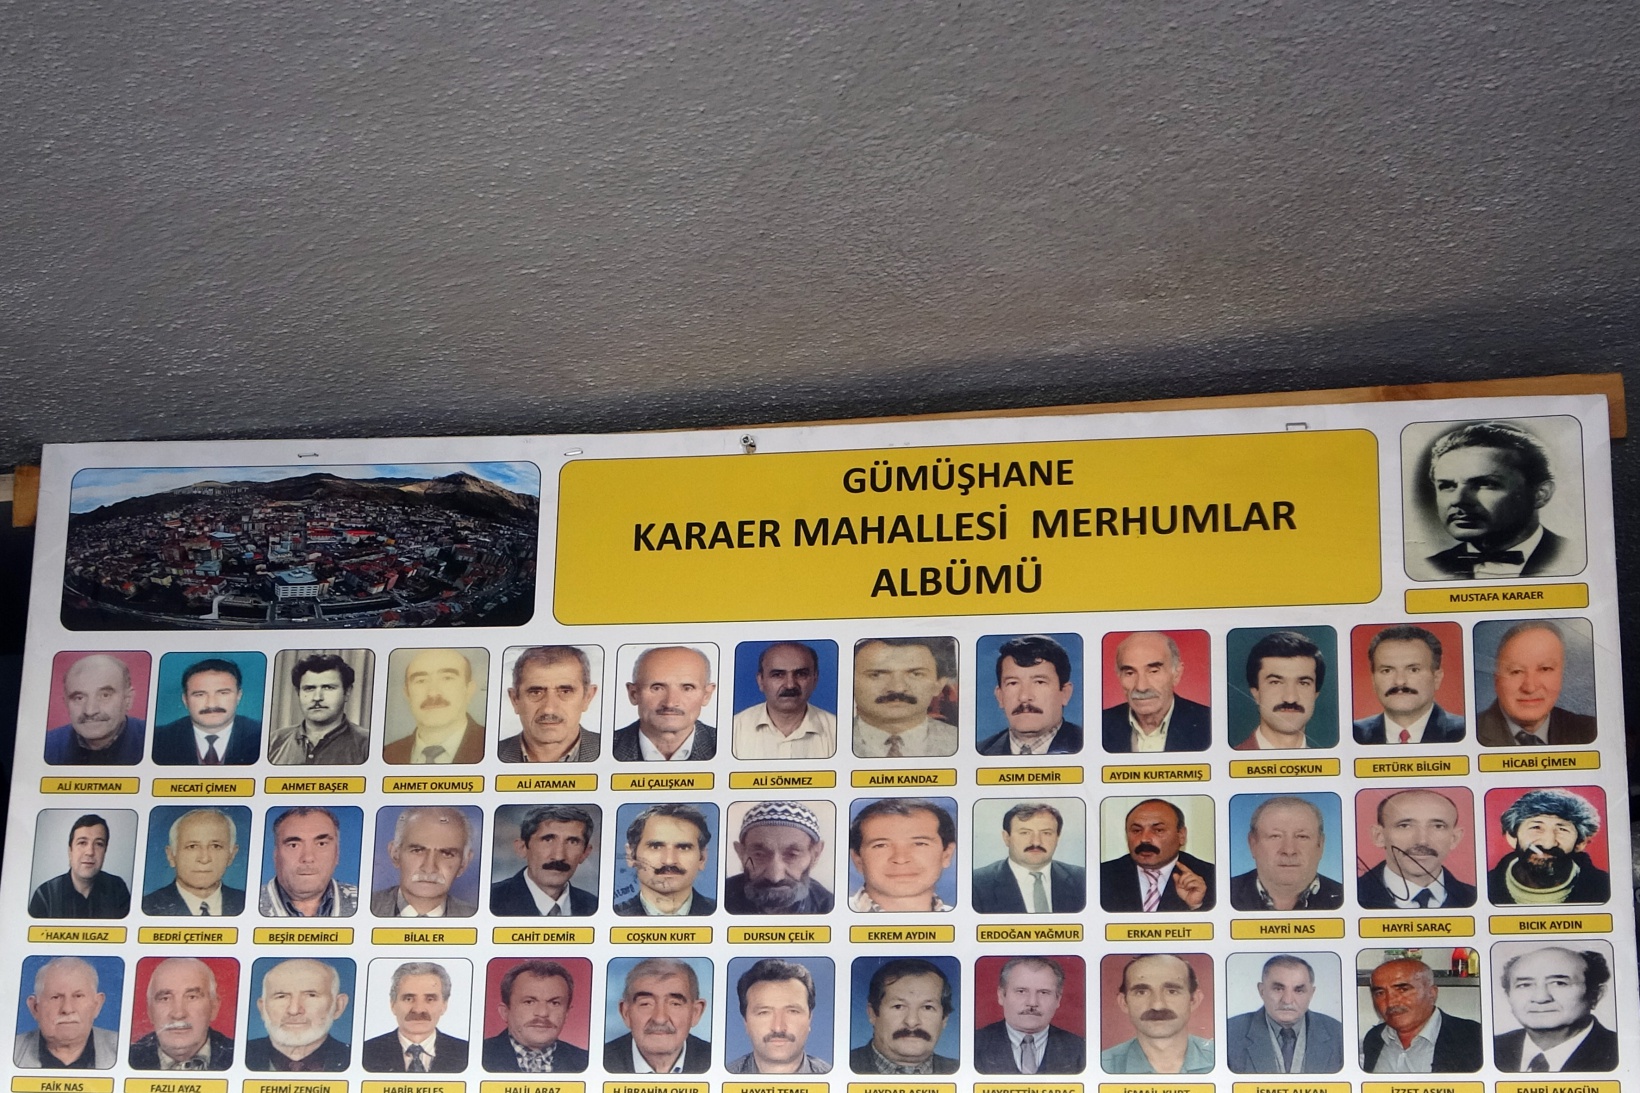 GÜMÜŞHANE
KARAER MAHALLESİ MERHUMLAR
ALBÜMÜ
MUSTAFA KARAER
ALİ KURTMAN
NECATİ ÇİMEN
AHMET BAŞER
AHMET OKUMUŞ
ALİ ATAMAN
ALİ ÇALIŞKAN
ALİ SÖNMEZ
ALİM KANDAZ
ASIM DEMİR
AYDIN KURTARMIŞ
BASRİ COŞKUN
ERTÜRK BİLGİN
HİCABİ ÇİMEN
HAKAN ILGAZ
BEDRİ ÇETİNER
BEŞİR DEMİRCİ
BİLAL ER
CAHİT DEMİR
COŞKUN KURT
DURSUN ÇELİK
EKREM AYDIN
ERDOĞAN YAĞMUR
ERKAN PELİT
HAYRİ NAS
HAYRİ SARAÇ
BICIK AYDIN
FAİK NAS
FAZLI AYAZ
FEHMİ ZENGİN
HABİB KELEŞ
HALİL ARAZ
H.İBRAHİM OKUR
HAYATİ TEMEL
HAYDAR AŞKIN
HAYRETTİN SARAÇ
İSMAİL KURT
İSMET ALKAN
İZZET AŞKIN
FAHRİ AKAGÜN